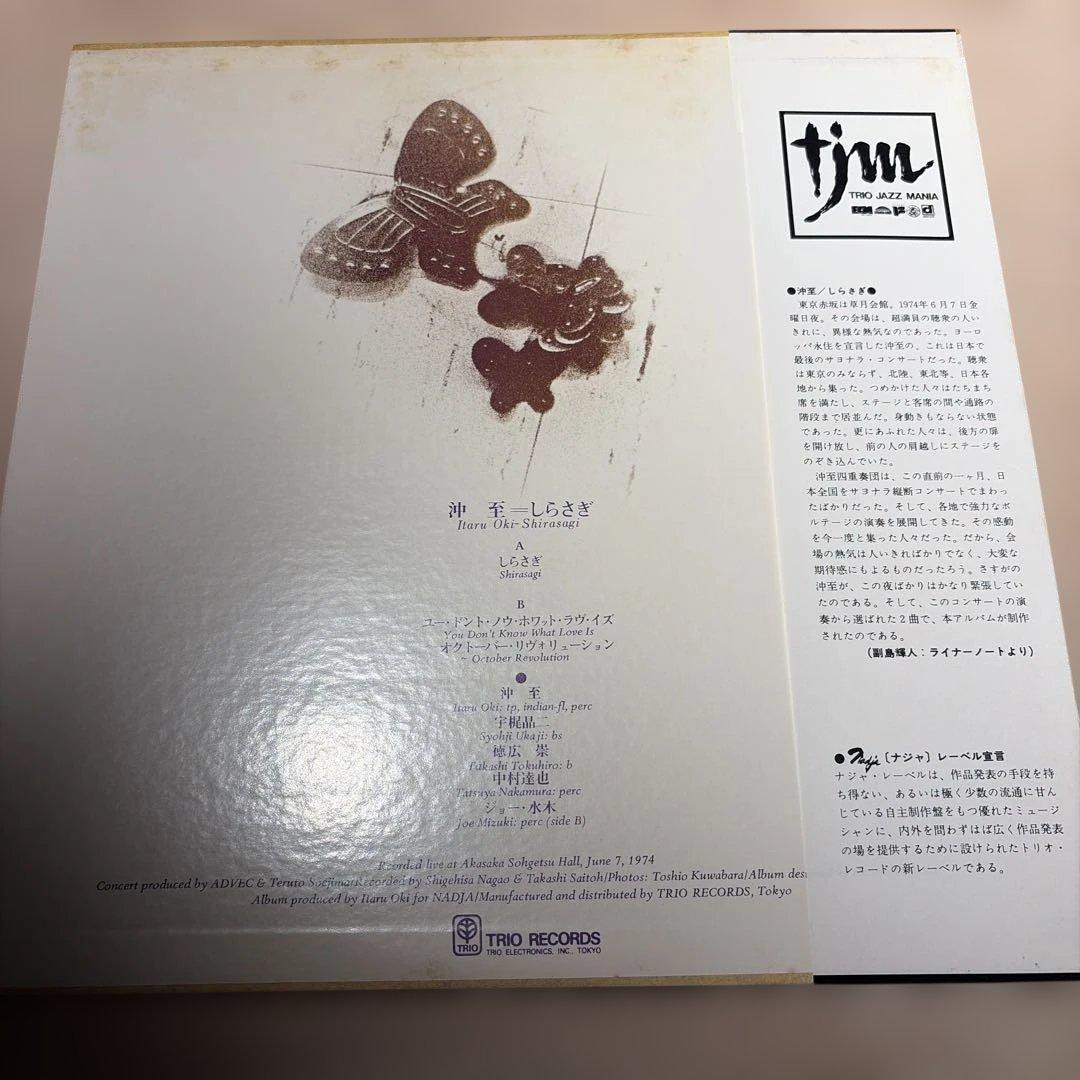 沖 至=しらさぎ
Itaru Oki-Shirasagi
A
しらさぎ
Shirasagi
B
ユー・ドント・ノウ・ホワット・ラヴ・イズ
You Don't Know What Love Is
~オクトーバー・リヴォリューション
~ October Revolution
沖 至
Itaru Oki: tp, indian-fl, perc
宇梶晶二
Syohji Ukaji: bs
徳広 崇
Takashi Tokuhiro: b
中村達也
Tatsuya Nakamura: perc
ジョー・水木
Joe Mizuki: perc (side B)
Recorded live at Akasaka Sohgetsu Hall, June 7, 1974
Concert produced by ADVEC & Teruto Soejima/Recorded by Shigehisa Nagao & Takashi Saitoh/Photos: Toshio Kuwabara/Album
Album produced by Itaru Oki for NADJA/Manufactured and distributed by TRIO RECORDS, Tokyo
TRIO
TRIO RECORDS
TRIO ELECTRONICS, INC., TOKYO
tjm
TRIO JAZZ MANIA
●沖至/しらさぎ●
東京赤坂は草月会館。1974年6月7日金
曜日夜。その会場は、超満員の聴衆の人い
きれに、異様な熱気なのであった。ヨーロ
ッパ永住を宣言した沖至の、これは日本で
最後のサヨナラ・コンサートだった。聴衆
は東京のみならず、北陸、東北等、日本各
地から集った。つめかけた人々はたちまち
席を満たし、ステージと客席の間や通路の
階段まで居並んだ。身動きもならない状態
であった。更にあふれた人々は、後方の扉
を開け放し、前の人の肩越しにステージを
のぞき込んでいた。
沖至四重奏団は、この直前の一ヶ月、日
本全国をサヨナラ縦断コンサートでまわっ
たばかりだった。そして、各地で強力なボ
ルテージの演奏を展開してきた。その感動
を今一度と集った人々だった。だから、会
場の熱気は人いきればかりでなく、大変な
期待感にもよるものだったろう。さすがの
沖至が、この夜ばかりはかなり緊張してい
たのである。そして、このコンサートの演
奏から選ばれた2曲で、本アルバムが制作
されたのである。
(副島輝人:ライナーノートより)
●Nadja〔ナジャ〕レーベル宣言
ナジャ・レーベルは、作品発表の手段を持
ち得ない、あるいは極く少数の流通に甘ん
じている自主制作盤をもつ優れたミュージ
シャンに、内外を問わずはば広く作品発表
の場を提供するために設けられたトリオ・
レコードの新レーベルである。